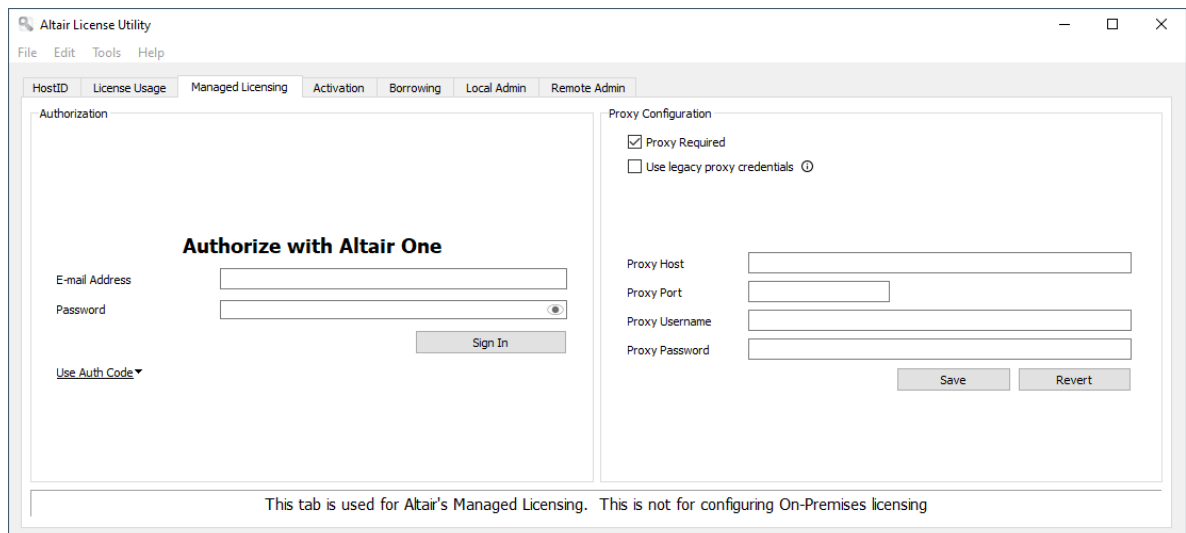 Altair License Utility
File Edit Tools Help
HostID License Usage Managed Licensing Activation Borrowing Local Admin Remote Admin
Authorization
Authorize with Altair One
E-mail Address
Password
Sign In
Use Auth Code
Proxy Configuration
Proxy Required
Use legacy proxy credentials
Proxy Host
Proxy Port
Proxy Username
Proxy Password
Save Revert
This tab is used for Altair's Managed Licensing. This is not for configuring On-Premises licensing